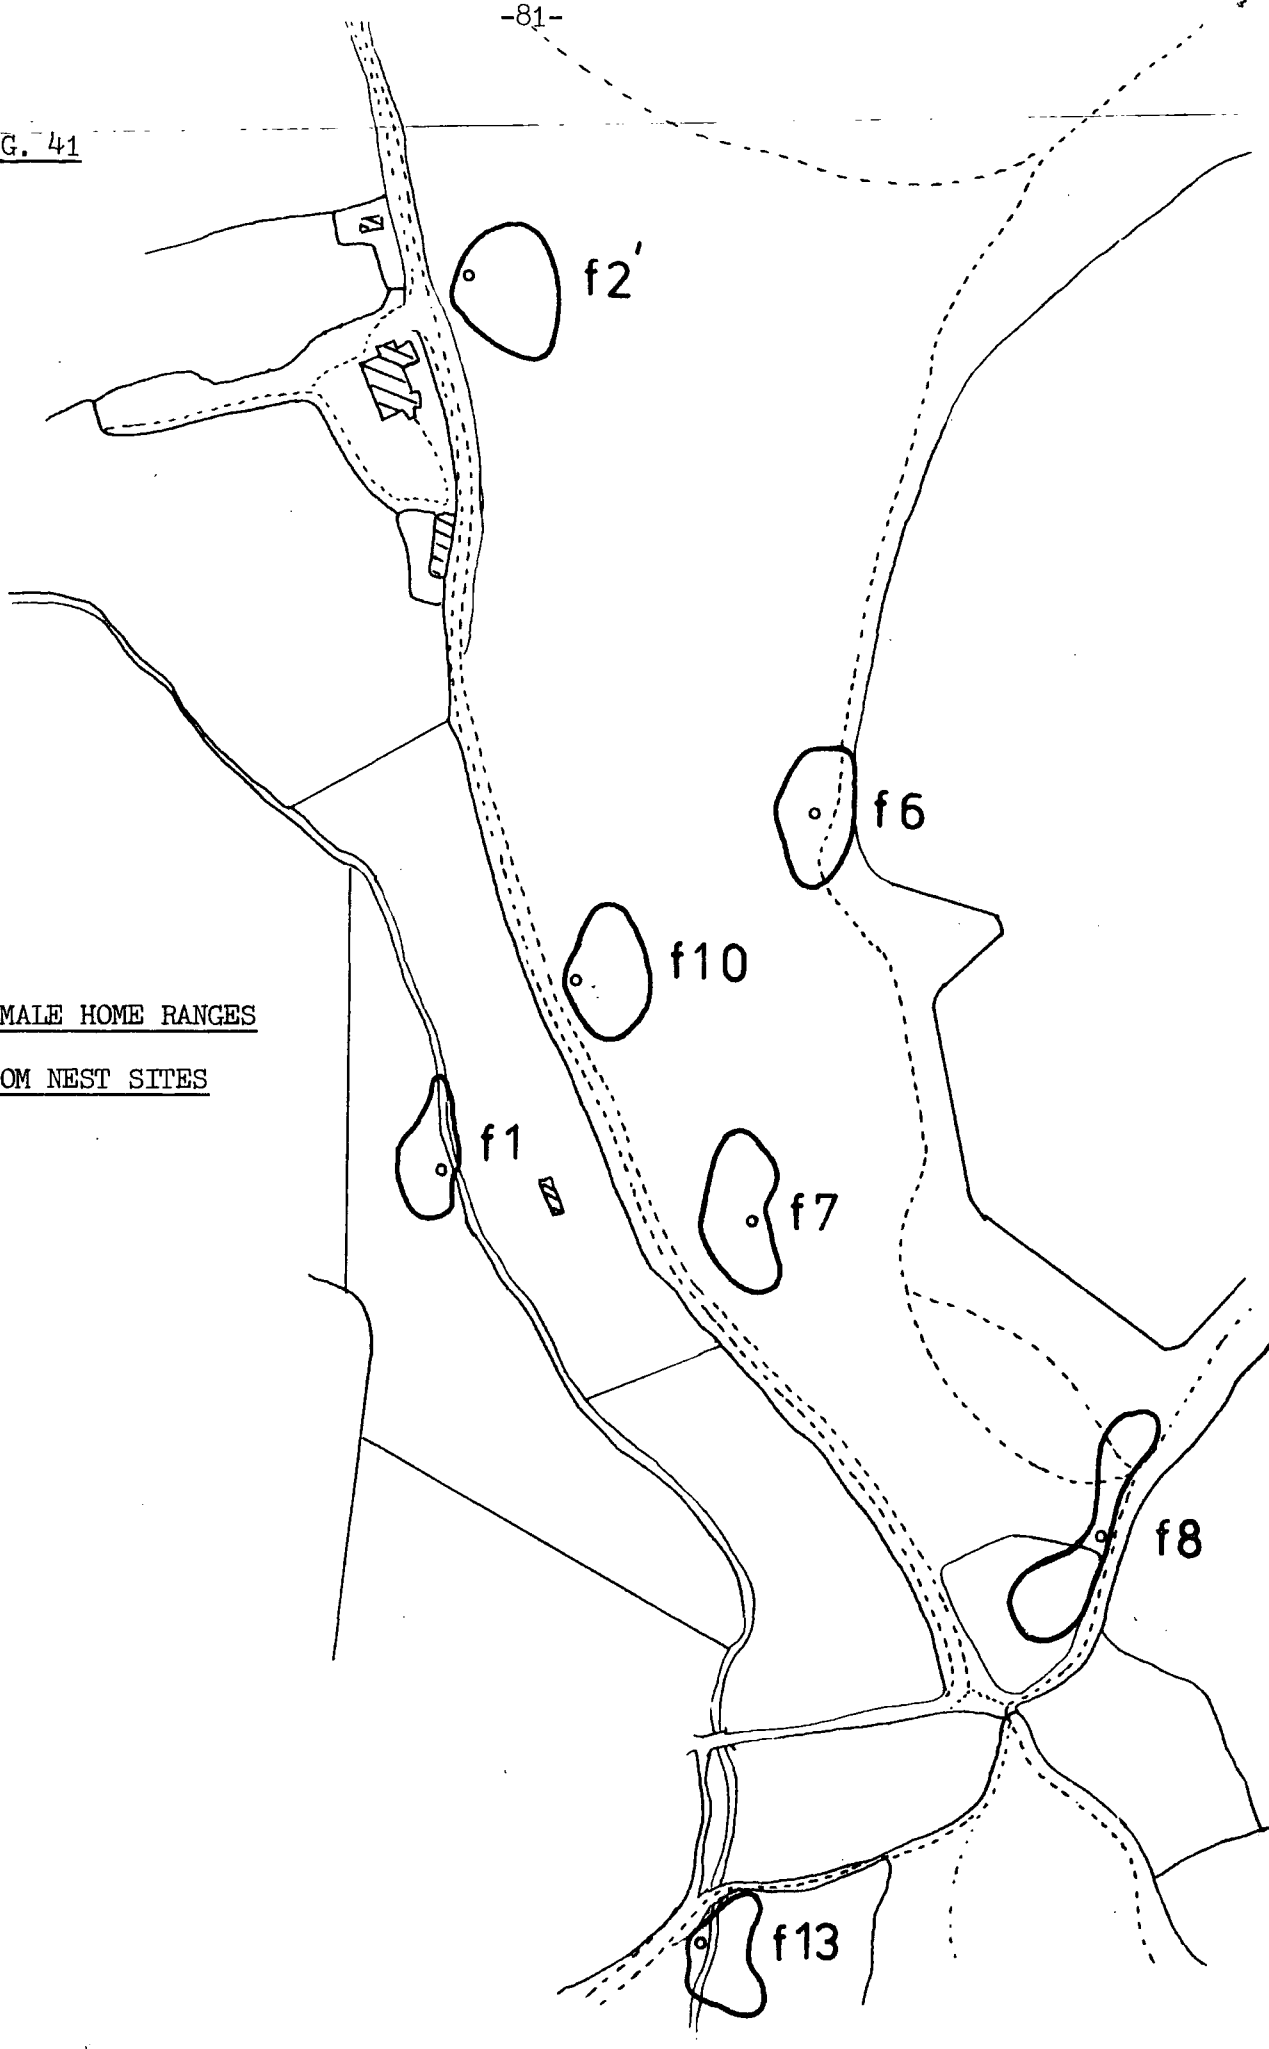 -81-
G. 41
f2'
f6
f10
MALE HOME RANGES
OM NEST SITES
f1
f7
f8
f13